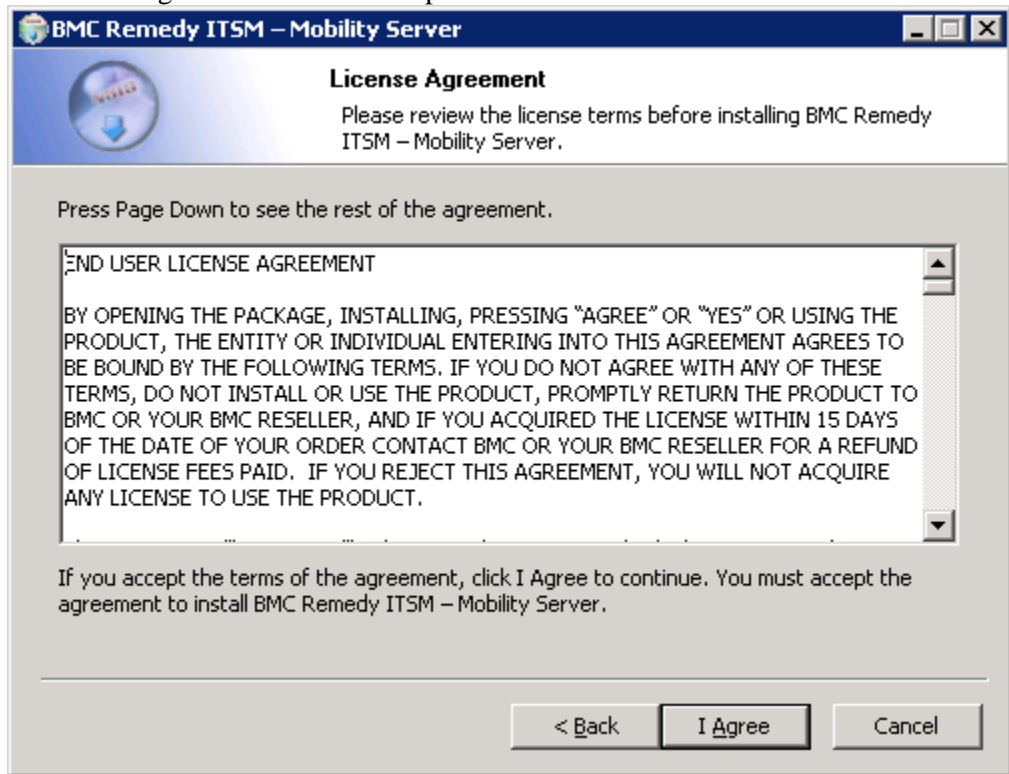 BMC Remedy ITSM – Mobility Server
License Agreement
Please review the license terms before installing BMC Remedy
ITSM – Mobility Server.
Press Page Down to see the rest of the agreement.
END USER LICENSE AGREEMENT
BY OPENING THE PACKAGE, INSTALLING, PRESSING "AGREE" OR "YES" OR USING THE
PRODUCT, THE ENTITY OR INDIVIDUAL ENTERING INTO THIS AGREEMENT AGREES TO
BE BOUND BY THE FOLLOWING TERMS. IF YOU DO NOT AGREE WITH ANY OF THESE
TERMS, DO NOT INSTALL OR USE THE PRODUCT, PROMPTLY RETURN THE PRODUCT TO
BMC OR YOUR BMC RESELLER, AND IF YOU ACQUIRED THE LICENSE WITHIN 15 DAYS
OF THE DATE OF YOUR ORDER CONTACT BMC OR YOUR BMC RESELLER FOR A REFUND
OF LICENSE FEES PAID.  IF YOU REJECT THIS AGREEMENT, YOU WILL NOT ACQUIRE
ANY LICENSE TO USE THE PRODUCT.
If you accept the terms of the agreement, click I Agree to continue. You must accept the
agreement to install BMC Remedy ITSM – Mobility Server.
< Back I Agree Cancel